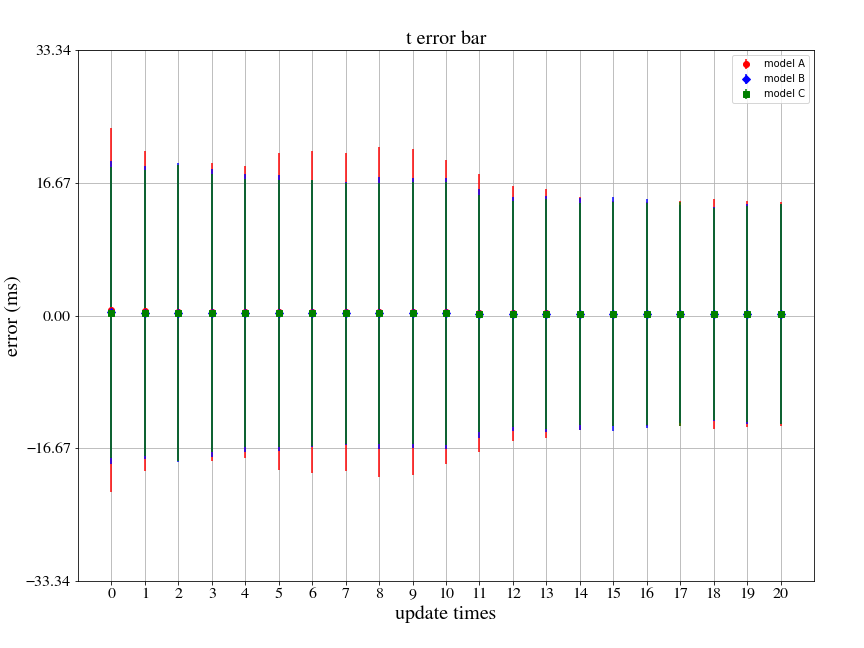 t error bar
33.34
16.67
0.00
−16.67
−33.34
error (ms)
model A
model B
model C
0 1 2 3 4 5 6 7 8 9 10 11 12 13 14 15 16 17 18 19 20
update times